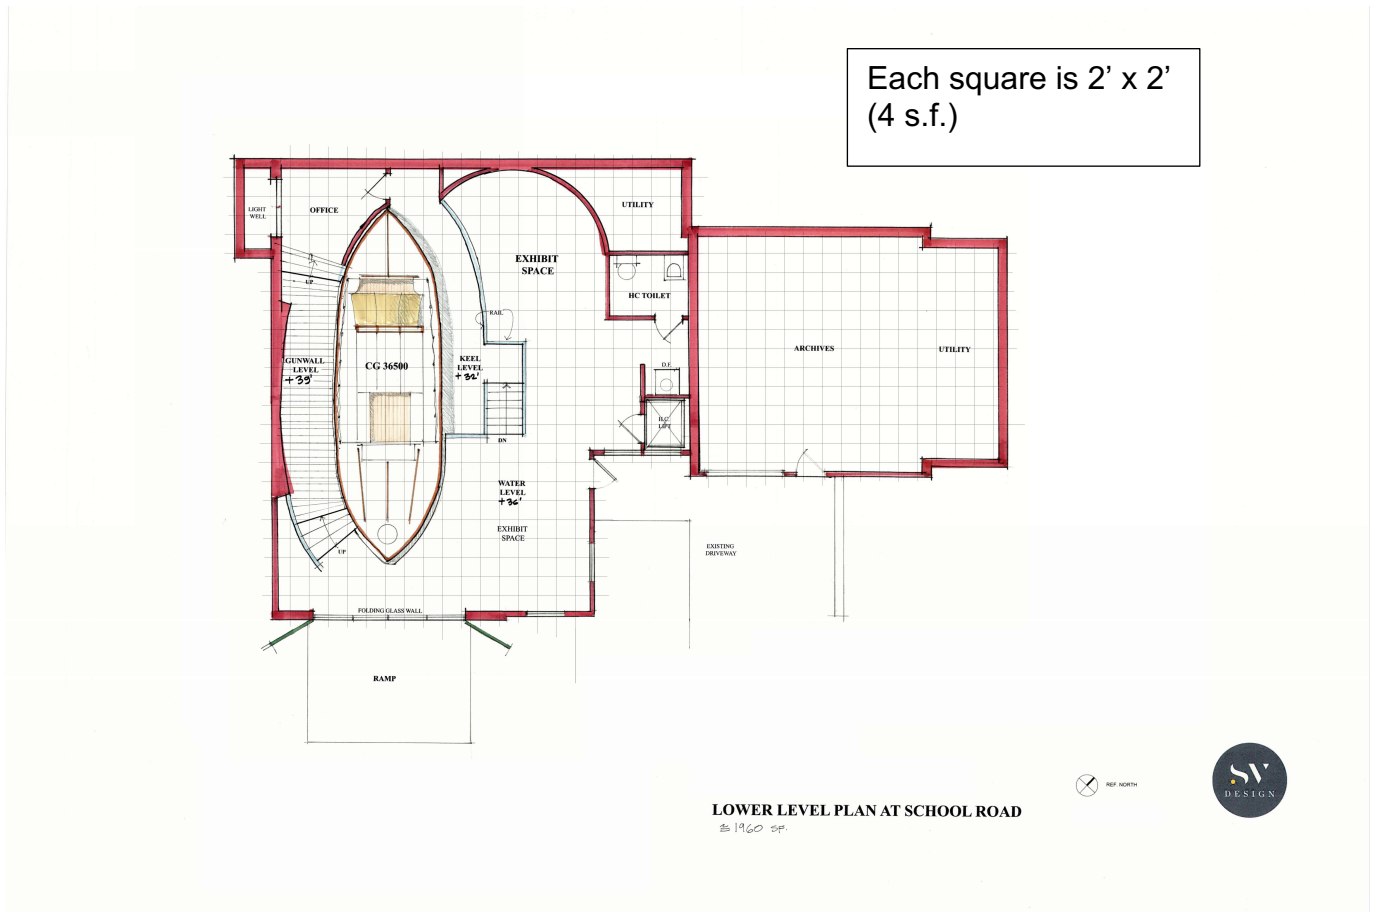 Each square is 2’ x 2’
(4 s.f.)
LIGHT
WELL
OFFICE
UTILITY
EXHIBIT
SPACE
UP
HC TOILET
RAIL
GUNWALL
LEVEL
+39'
CG 36500
KEEL
LEVEL
+32'
ARCHIVES
UTILITY
D.F.
H.C.
LIFT
DN
WATER
LEVEL
+36'
EXHIBIT
SPACE
UP
EXISTING
DRIVEWAY
FOLDING GLASS WALL
RAMP
REF. NORTH
SV
DESIGN
LOWER LEVEL PLAN AT SCHOOL ROAD
± 1960 SF.